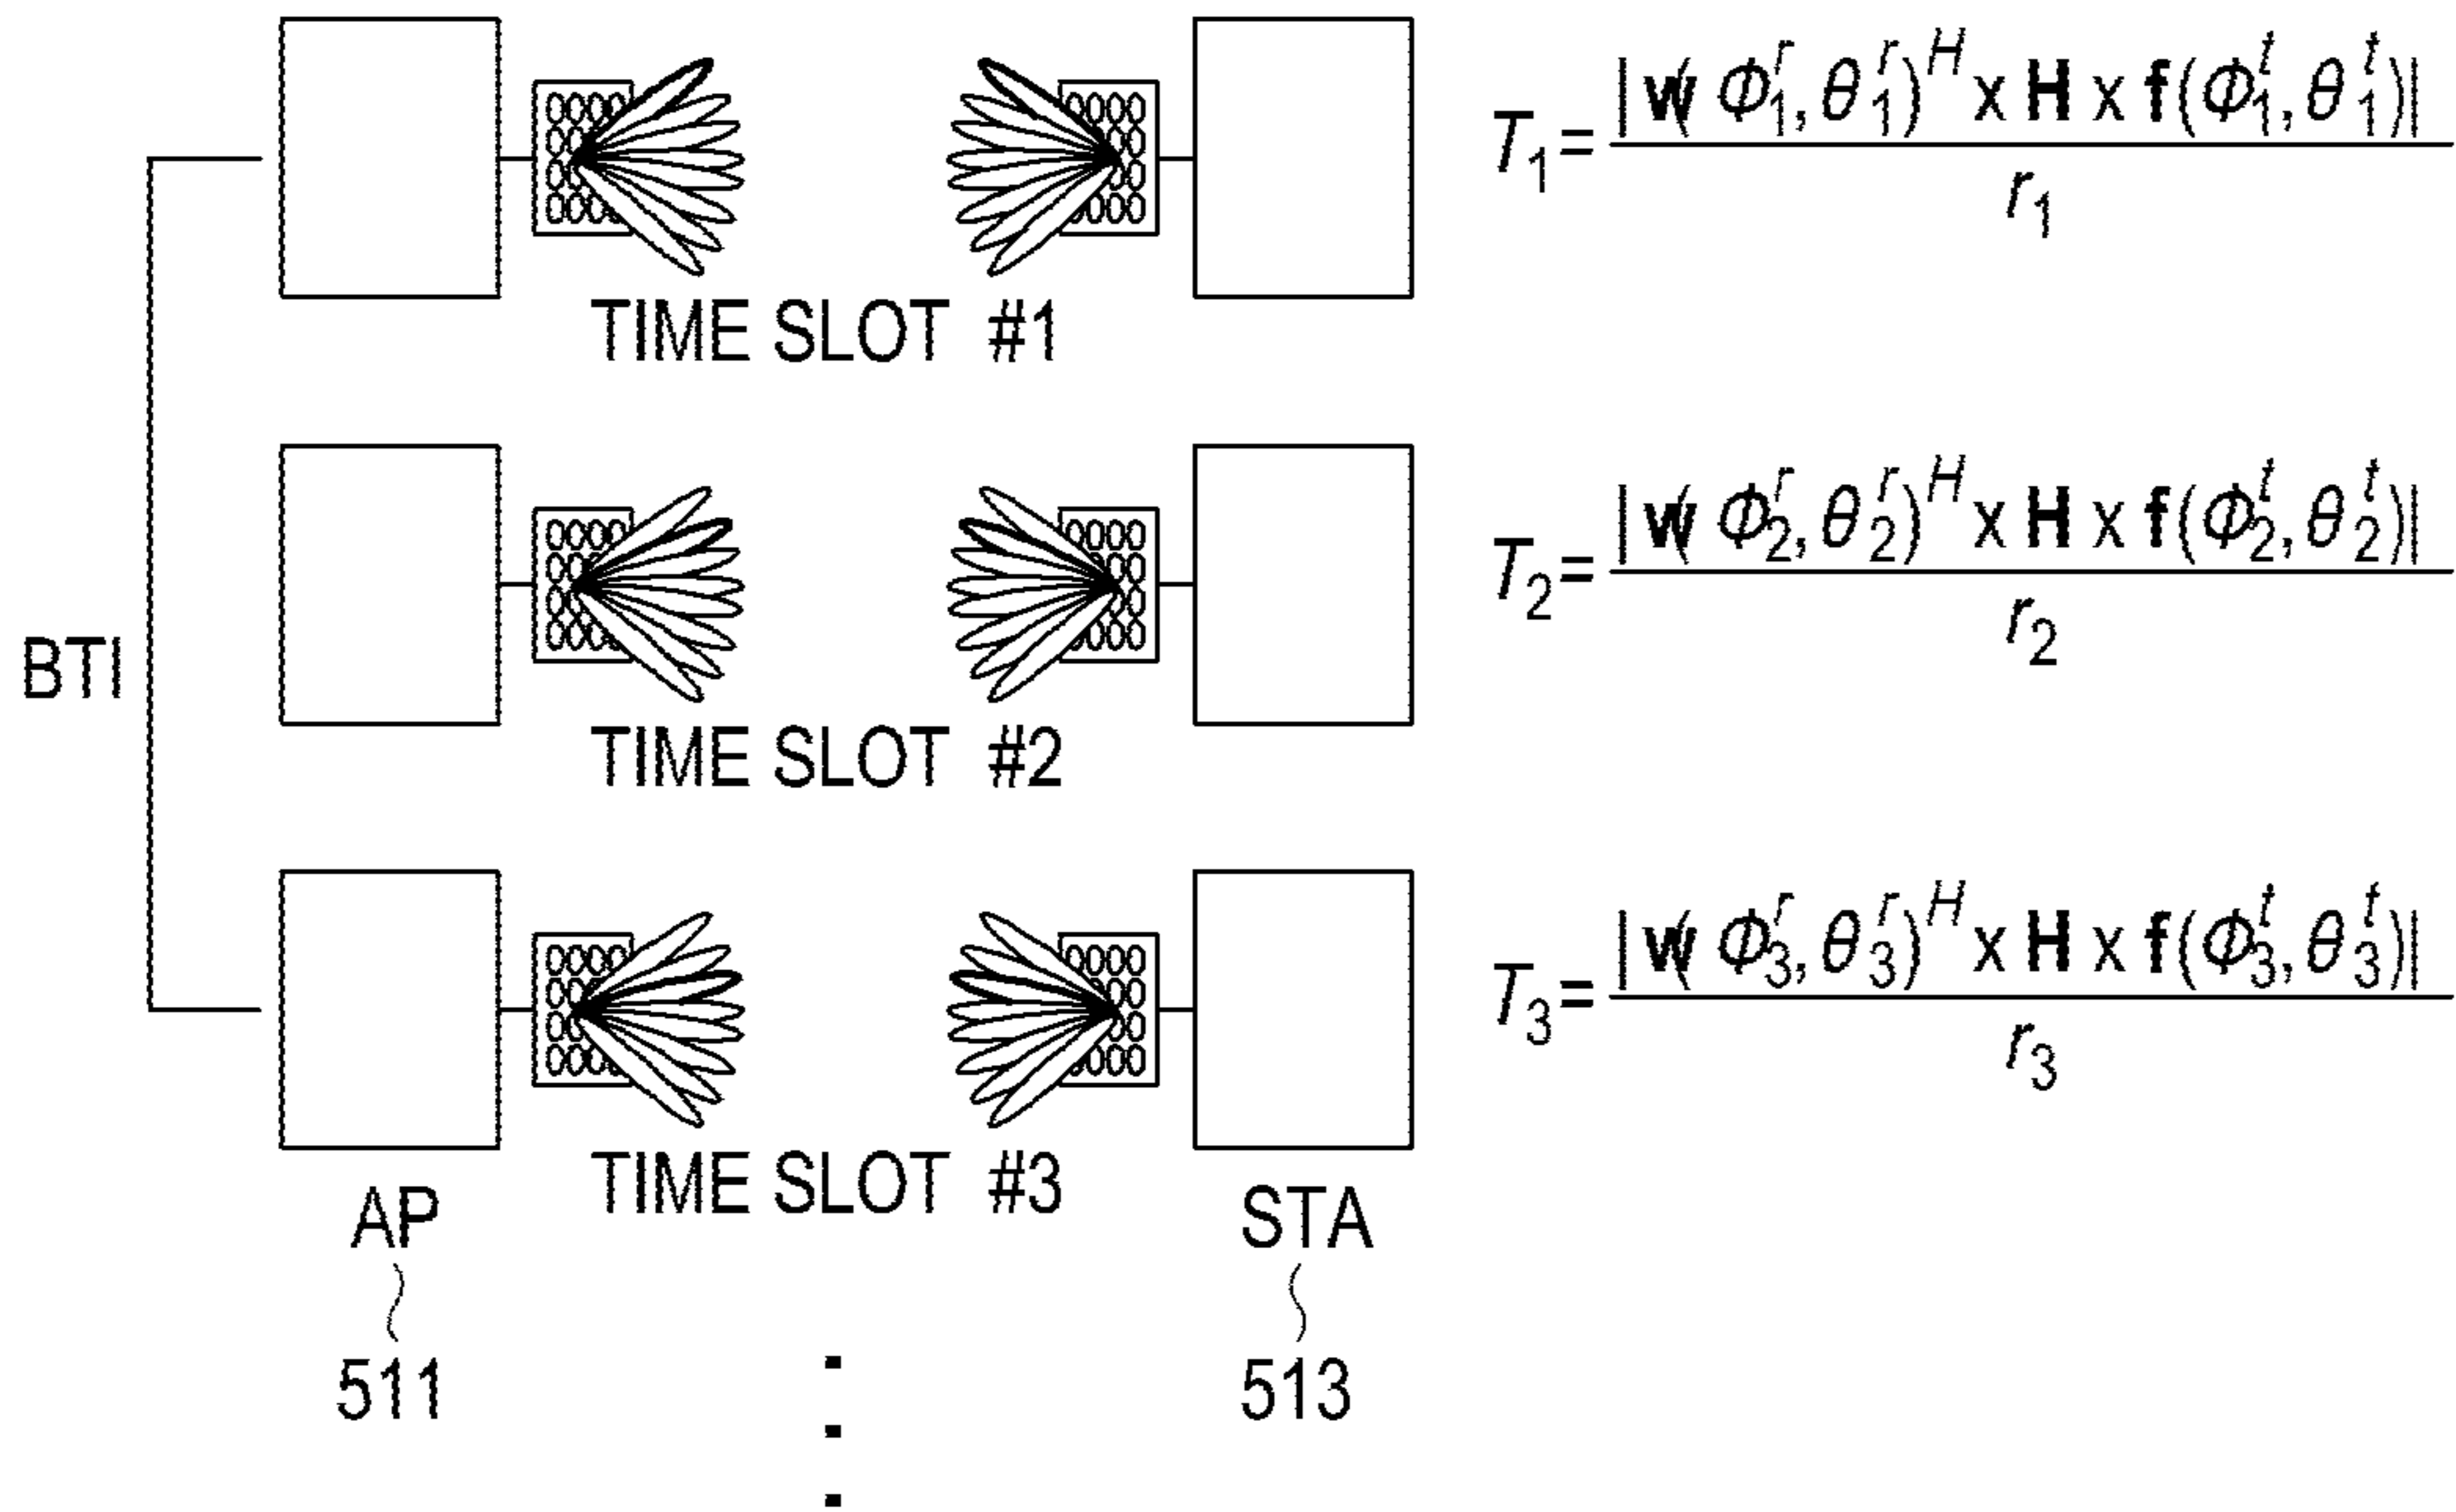 T₁ = |w(ϕ₁ʳ, θ₁ʳ)ᴴ x H x f(ϕ₁ᵗ, θ₁ᵗ)| / r₁
TIME SLOT #1
T₂ = |w(ϕ₂ʳ, θ₂ʳ)ᴴ x H x f(ϕ₂ᵗ, θ₂ᵗ)| / r₂
BTI
TIME SLOT #2
T₃ = |w(ϕ₃ʳ, θ₃ʳ)ᴴ x H x f(ϕ₃ᵗ, θ₃ᵗ)| / r₃
TIME SLOT #3
AP
STA
511
513